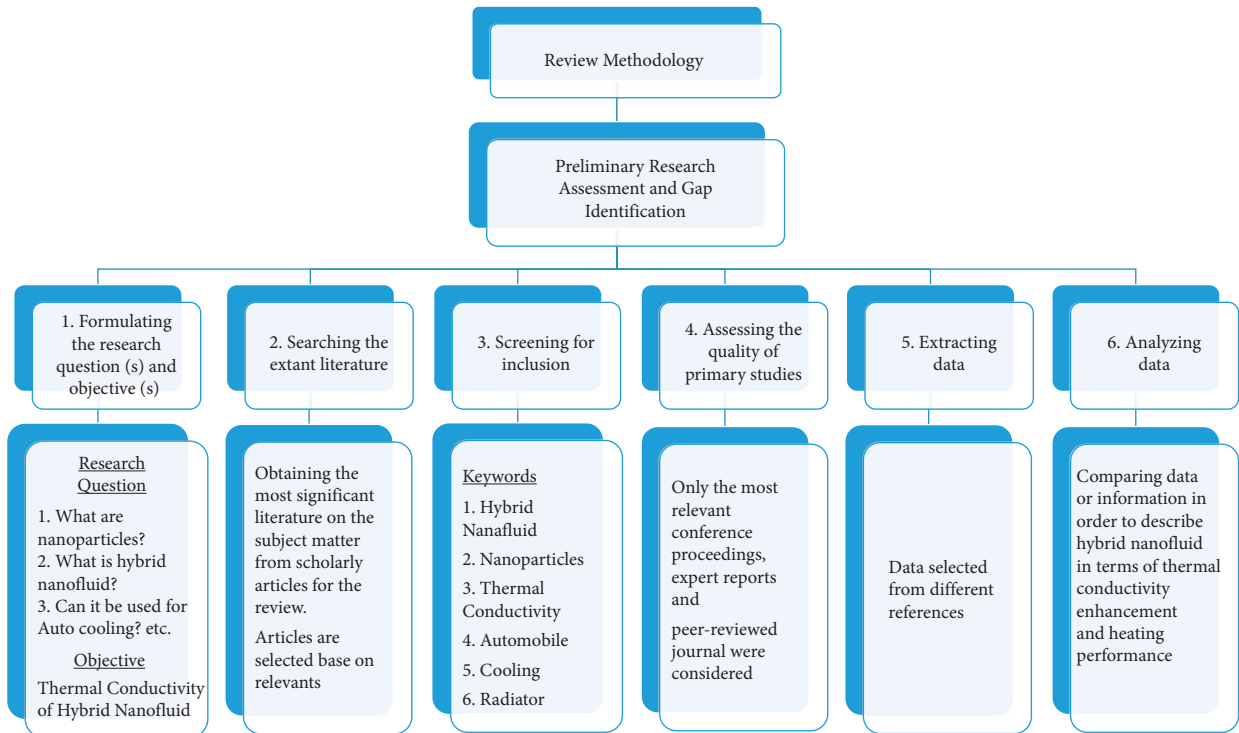 Review Methodology
Preliminary Research
Assessment and Gap
Identification
1. Formulating
the research
question (s) and
objective (s)
2. Searching the
extant literature
3. Screening for
inclusion
4. Assessing the
quality of
primary studies
5. Extracting
data
6. Analyzing
data
Research
Question
1. What are
nanoparticles?
2. What is hybrid
nanofluid?
3. Can it be used for
Auto cooling? etc.
Objective
Thermal Conductivity
of Hybrid Nanofluid
Obtaining the
most significant
literature on the
subject matter
from scholarly
articles for the
review.
Articles are
selected base on
relevants
Keywords
1. Hybrid
Nanafluid
2. Nanoparticles
3. Thermal
Conductivity
4. Automobile
5. Cooling
6. Radiator
Only the most
relevant
conference
proceedings,
expert reports
and
peer-reviewed
journal were
considered
Data selected
from different
references
Comparing data
or information in
order to describe
hybrid nanofluid
in terms of thermal
conductivity
enhancement
and heating
performance